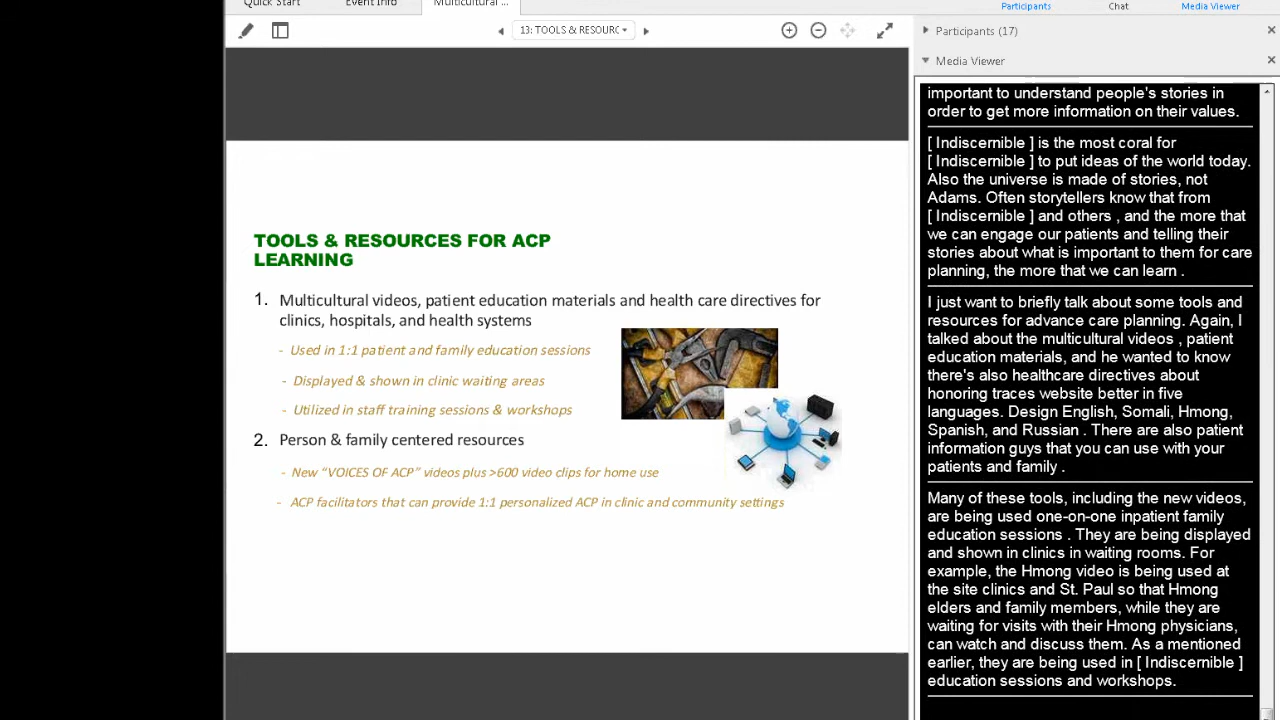 Quick Start Event Info Multicultural ...
13: TOOLS & RESOURC
TOOLS & RESOURCES FOR ACP
LEARNING
1. Multicultural videos, patient education materials and health care directives for
clinics, hospitals, and health systems
- Used in 1:1 patient and family education sessions
- Displayed & shown in clinic waiting areas
- Utilized in staff training sessions & workshops
2. Person & family centered resources
- New “VOICES OF ACP” videos plus >600 video clips for home use
- ACP facilitators that can provide 1:1 personalized ACP in clinic and community settings
Participants Chat Media Viewer
Participants (17)
Media Viewer
important to understand people's stories in
order to get more information on their values.
[ Indiscernible ] is the most coral for
[ Indiscernible ] to put ideas of the world today.
Also the universe is made of stories, not
Adams. Often storytellers know that from
[ Indiscernible ] and others , and the more that
we can engage our patients and telling their
stories about what is important to them for care
planning, the more that we can learn .
I just want to briefly talk about some tools and
resources for advance care planning. Again, I
talked about the multicultural videos , patient
education materials, and he wanted to know
there's also healthcare directives about
honoring traces website better in five
languages. Design English, Somali, Hmong,
Spanish, and Russian . There are also patient
information guys that you can use with your
patients and family .
Many of these tools, including the new videos,
are being used one-on-one inpatient family
education sessions . They are being displayed
and shown in clinics in waiting rooms. For
example, the Hmong video is being used at
the site clinics and St. Paul so that Hmong
elders and family members, while they are
waiting for visits with their Hmong physicians,
can watch and discuss them. As a mentioned
earlier, they are being used in [ Indiscernible ]
education sessions and workshops.